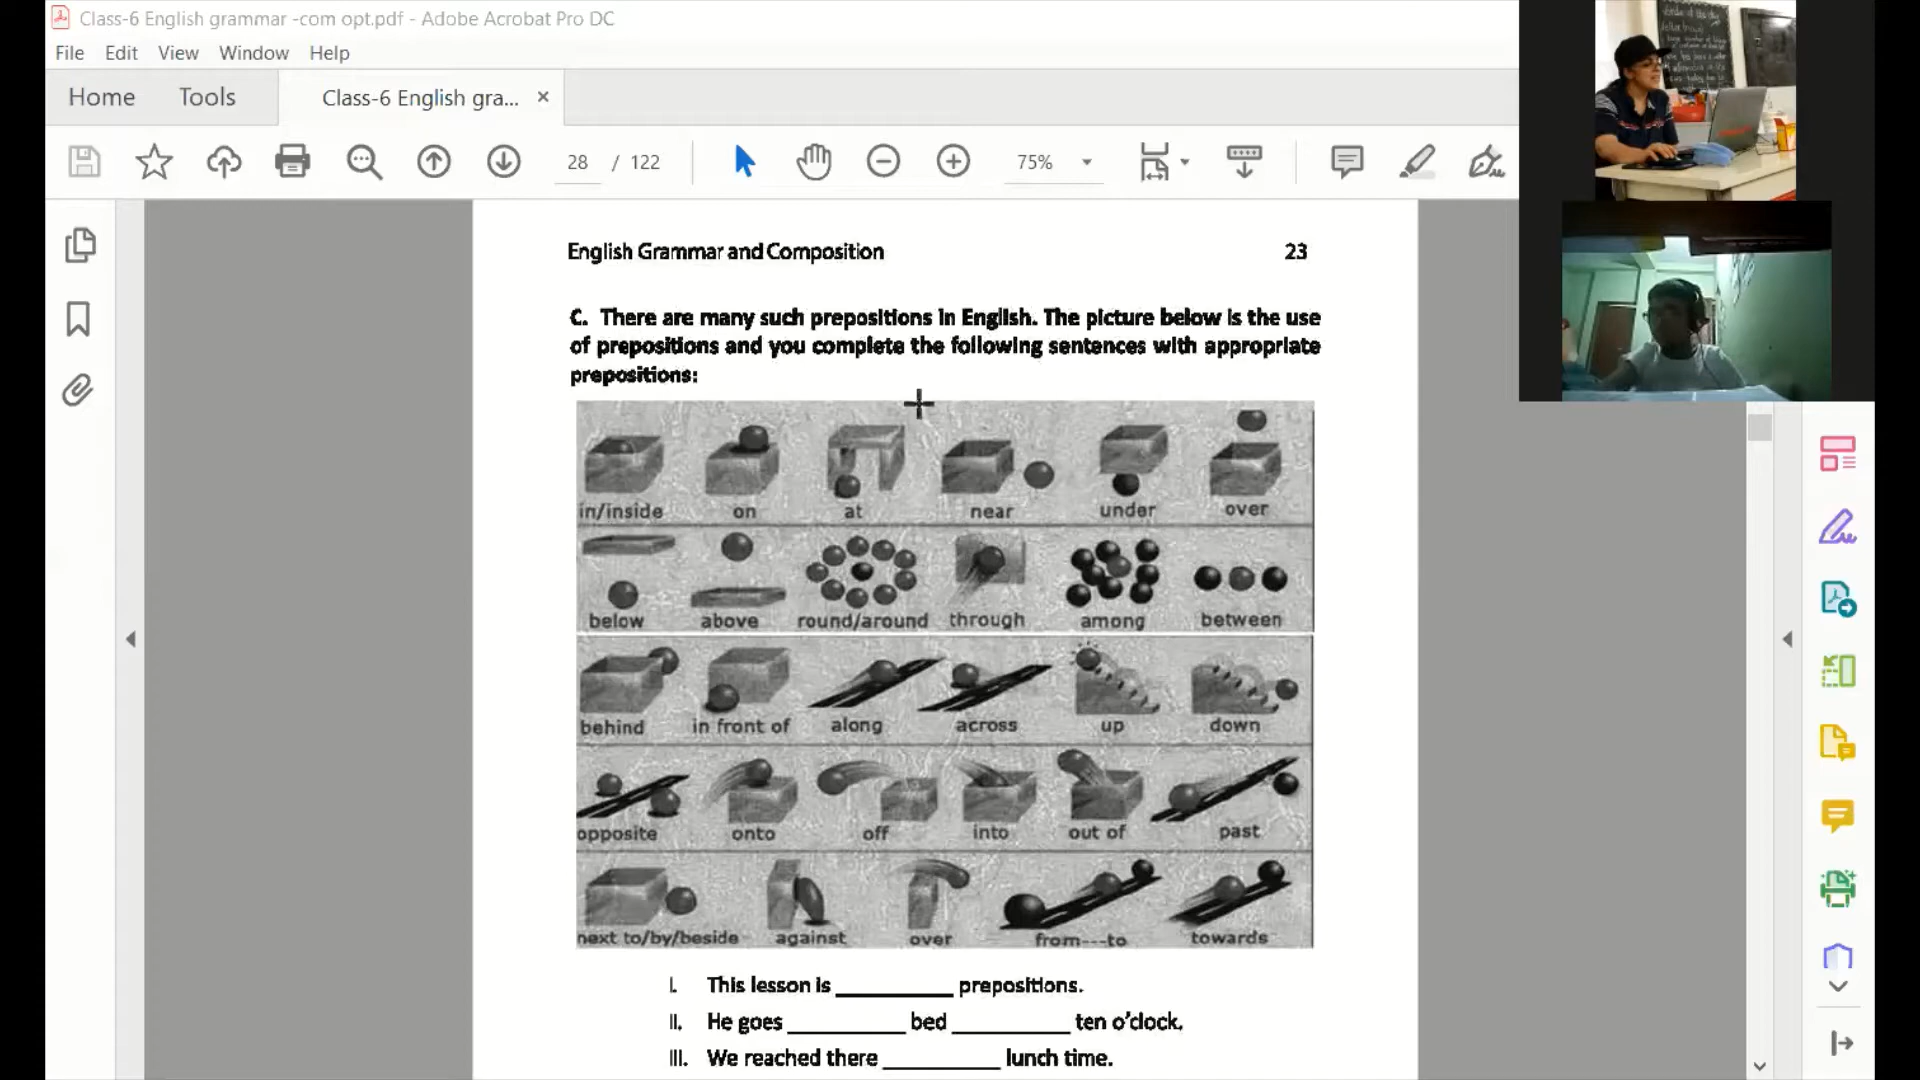 Class-6 English grammar -com opt.pdf - Adobe Acrobat Pro DC
File Edit View Window Help
Home Tools Class-6 English gra... ×
28 / 122 75%
English Grammar and Composition 23
C. There are many such prepositions in English. The picture below is the use
of prepositions and you complete the following sentences with appropriate
prepositions:
in/inside on at near under over
below above round/around through among between
behind in front of along across up down
opposite onto off into out of past
next to/by/beside against over from---to towards
I. This lesson is __________ prepositions.
II. He goes __________ bed __________ ten o'clock.
III. We reached there __________ lunch time.